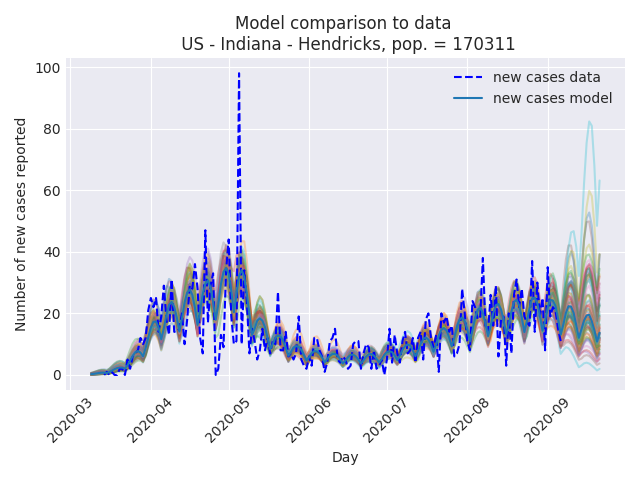 Model comparison to data
US - Indiana - Hendricks, pop. = 170311
new cases data
new cases model
Number of new cases reported
100
80
60
40
20
0
2020-03
2020-04
2020-05
2020-06
2020-07
2020-08
2020-09
Day